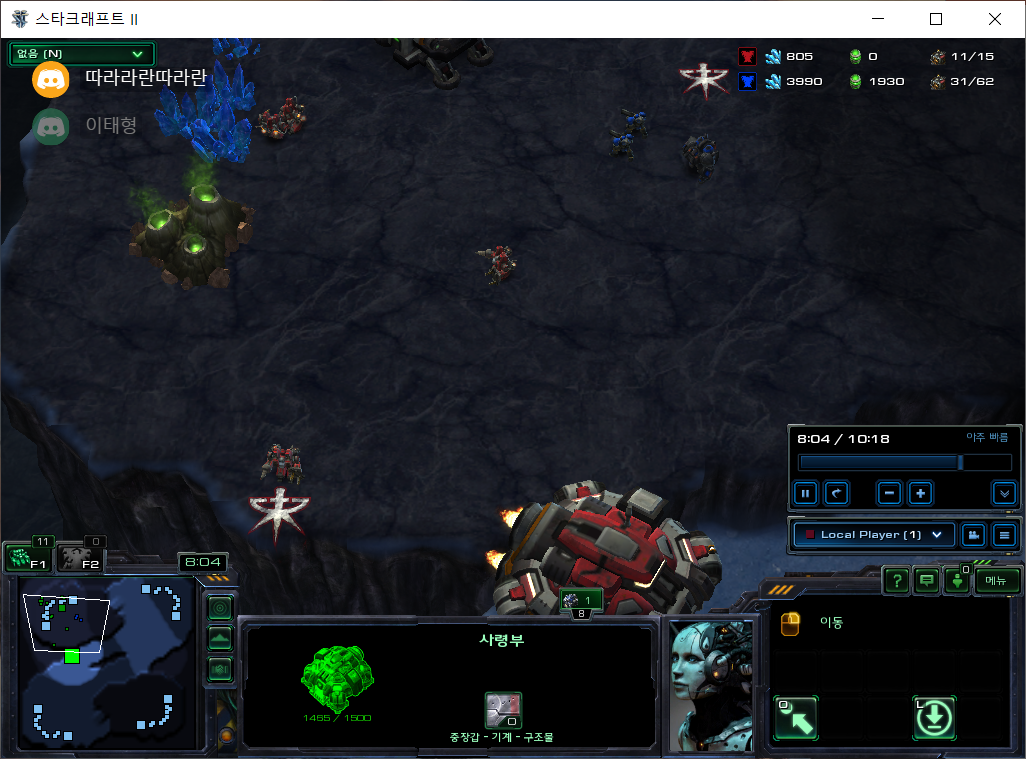 스타크래프트 II
없음 (N)
따라라란따라란
이태형
805 0 11/15
3990 1930 31/62
8:04 / 10:18 아주 빠름
Local Player (1)
11 F1
0 F2
8:04
0
메뉴
1
8
사령부
1465 / 1500
0
중장갑 - 기계 - 구조물
이동
L